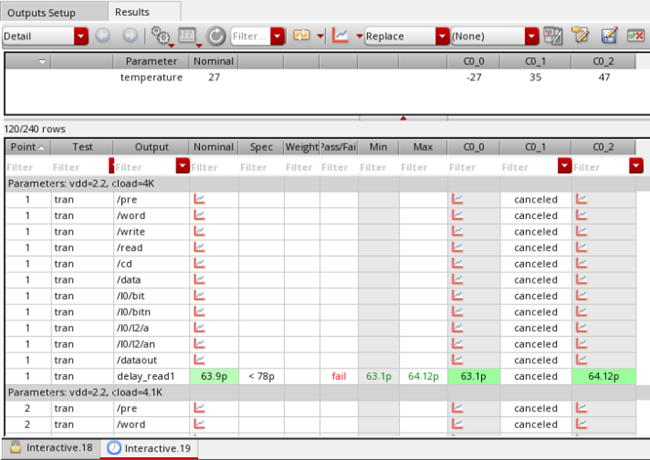 Outputs Setup Results
Detail Filter... Replace (None)
Parameter Nominal C0_0 C0_1 C0_2
temperature 27 -27 35 47
120/240 rows
Point Test Output Nominal Spec Weight Pass/Fai Min Max C0_0 C0_1 C0_2
Filter Filter Filter Filter Filter Filter Filter Filter Filter Filter Filter Filter
Parameters: vdd=2.2, cload=4K
1 tran /pre canceled
1 tran /word canceled
1 tran /write canceled
1 tran /read canceled
1 tran /cd canceled
1 tran /data canceled
1 tran /I0/bit canceled
1 tran /I0/bitn canceled
1 tran /I0/I2/a canceled
1 tran /I0/I2/an canceled
1 tran /dataout canceled
1 tran delay_read1 63.9p < 78p fail 63.1p 64.12p 63.1p canceled 64.12p
Parameters: vdd=2.2, cload=4.1K
2 tran /pre canceled
2 tran /word canceled
Interactive.18 Interactive.19